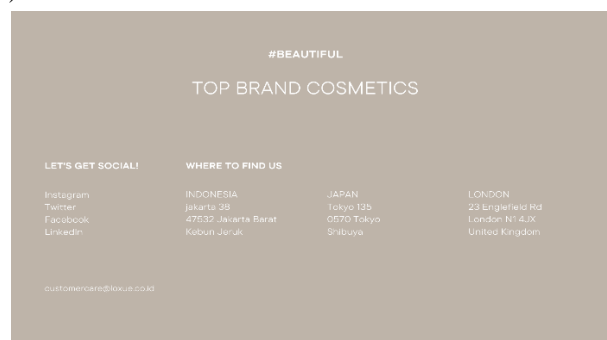 #BEAUTIFUL
TOP BRAND COSMETICS
LET'S GET SOCIAL!
Instagram
Twitter
Facebook
LinkedIn
WHERE TO FIND US
INDONESIA
jakarta 38
47532 Jakarta Barat
Kebun Jeruk
JAPAN
Tokyo 135
0570 Tokyo
Shibuya
LONDON
23 Englefield Rd
London N1 4JX
United Kingdom
customercare@loxua.co.id